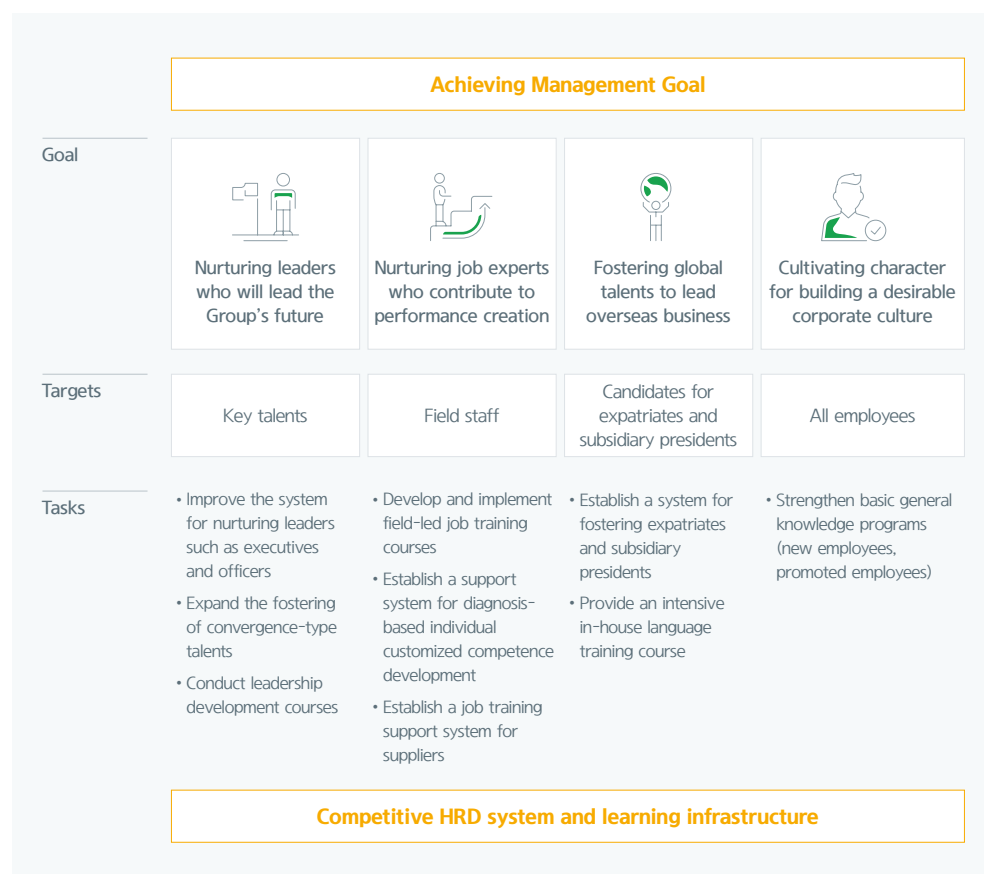 Achieving Management Goal
Goal
Nurturing leaders
who will lead the
Group's future
Nurturing job experts
who contribute to
performance creation
Fostering global
talents to lead
overseas business
Cultivating character
for building a desirable
corporate culture
Targets
Key talents
Field staff
Candidates for
expatriates and
subsidiary presidents
All employees
Tasks
• Improve the system
for nurturing leaders
such as executives
and officers
• Expand the fostering
of convergence-type
talents
• Conduct leadership
development courses
• Develop and implement
field-led job training
courses
• Establish a support
system for diagnosis-
based individual
customized competence
development
• Establish a job training
support system for
suppliers
• Establish a system for
fostering expatriates
and subsidiary
presidents
• Provide an intensive
in-house language
training course
• Strengthen basic general
knowledge programs
(new employees,
promoted employees)
Competitive HRD system and learning infrastructure